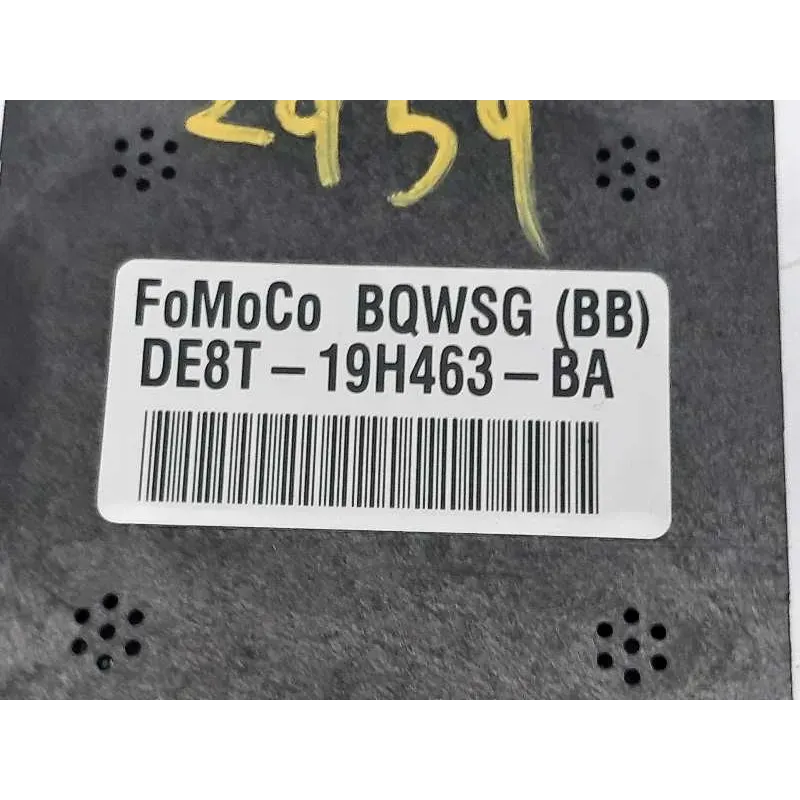 2959
FoMoCo BQWSG (BB)
DE8T-19H463-BA